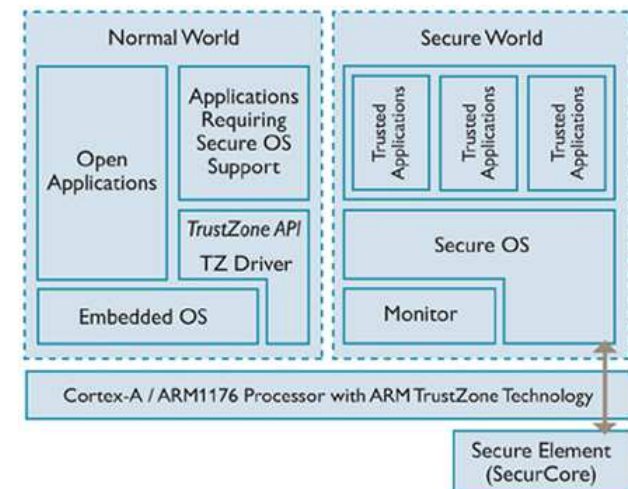 Normal World
Open
Applications
Applications
Requiring
Secure OS
Support
TrustZone API
TZ Driver
Embedded OS
Secure World
Trusted
Applications
Trusted
Applications
Trusted
Applications
Secure OS
Monitor
Cortex-A / ARM1176 Processor with ARM TrustZone Technology
Secure Element
(SecurCore)